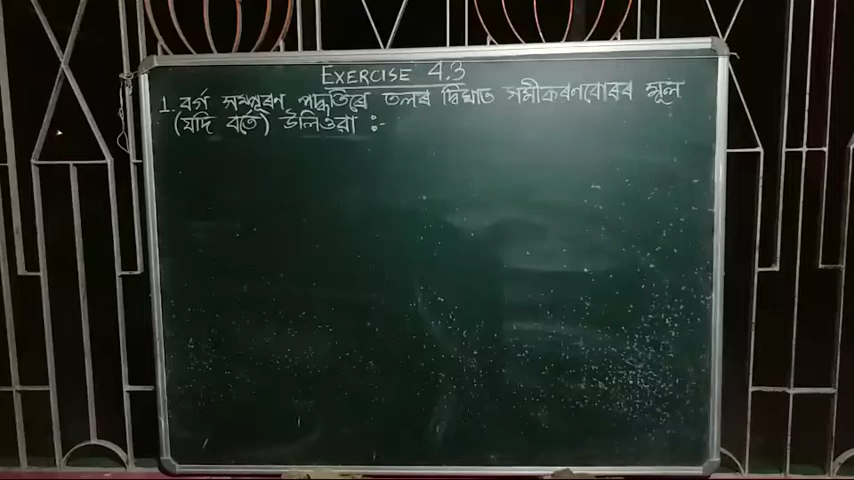 EXERCISE 4.3
1. বৰ্গ সম্পূৰণ পদ্ধতিৰে তলৰ দ্বিঘাত সমীকৰণবোৰৰ মূল
(যদি বৰ্তে) উলিওৱা :-